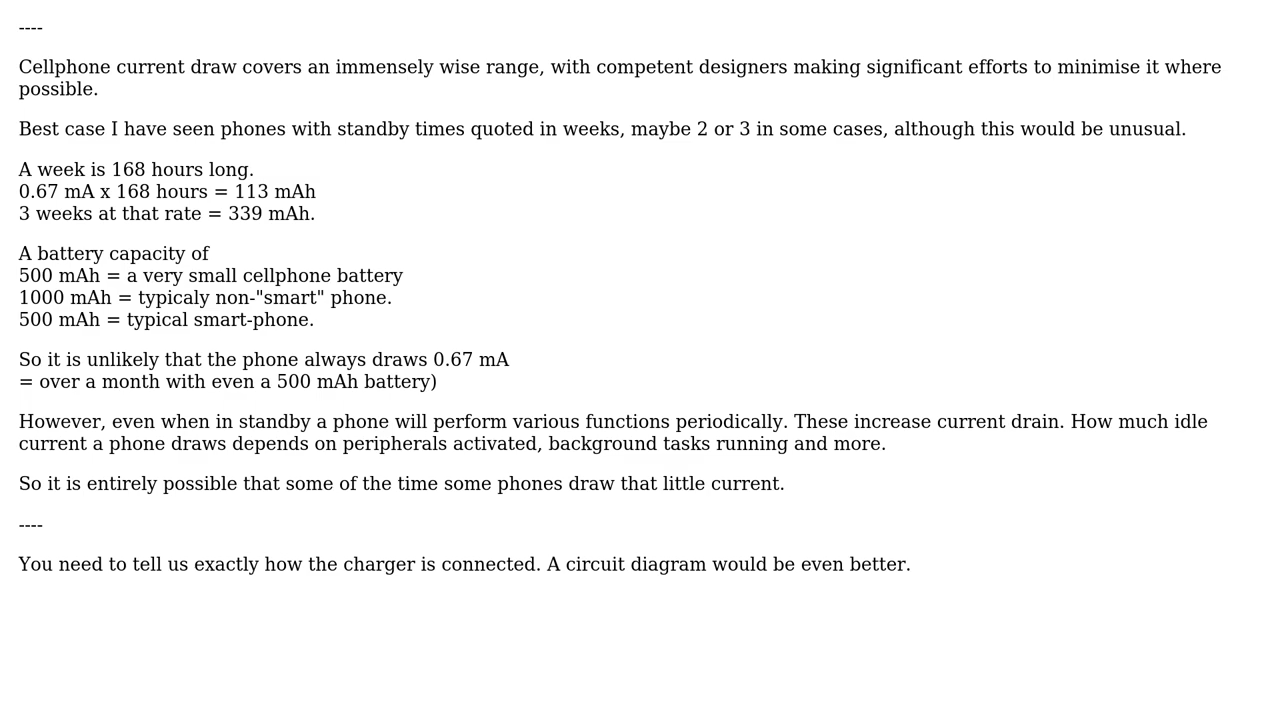 ----
Cellphone current draw covers an immensely wise range, with competent designers making significant efforts to minimise it where
possible.
Best case I have seen phones with standby times quoted in weeks, maybe 2 or 3 in some cases, although this would be unusual.
A week is 168 hours long.
0.67 mA x 168 hours = 113 mAh
3 weeks at that rate = 339 mAh.
A battery capacity of
500 mAh = a very small cellphone battery
1000 mAh = typicaly non-"smart" phone.
500 mAh = typical smart-phone.
So it is unlikely that the phone always draws 0.67 mA
= over a month with even a 500 mAh battery)
However, even when in standby a phone will perform various functions periodically. These increase current drain. How much idle
current a phone draws depends on peripherals activated, background tasks running and more.
So it is entirely possible that some of the time some phones draw that little current.
----
You need to tell us exactly how the charger is connected. A circuit diagram would be even better.